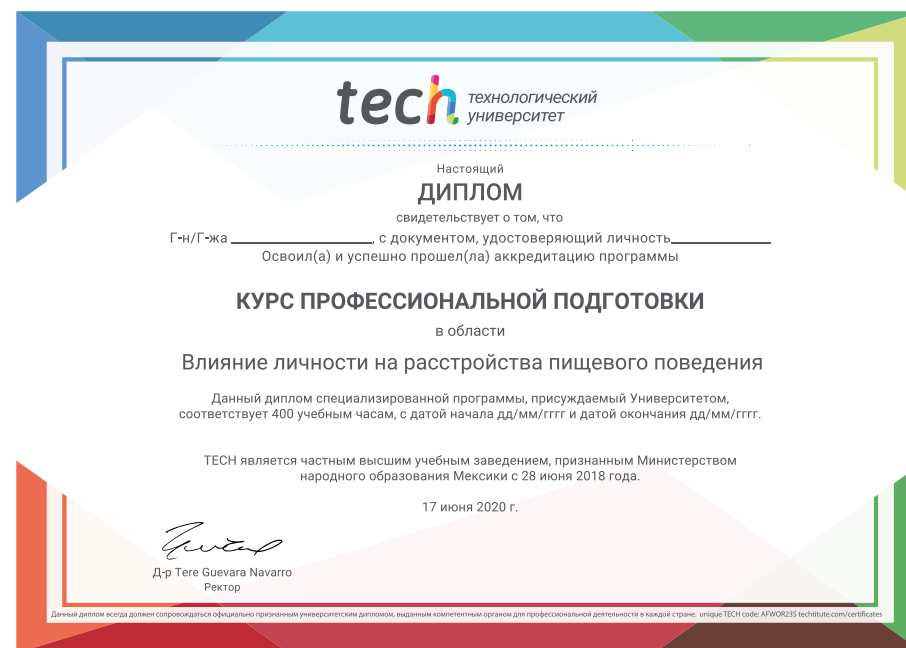 tech технологический
университет
Настоящий
ДИПЛОМ
свидетельствует о том, что
Г-н/Г-жа ____________________, с документом, удостоверяющий личность______________
Освоил(а) и успешно прошел(ла) аккредитацию программы
КУРС ПРОФЕССИОНАЛЬНОЙ ПОДГОТОВКИ
в области
Влияние личности на расстройства пищевого поведения
Данный диплом специализированной программы, присуждаемый Университетом,
соответствует 400 учебным часам, с датой начала дд/мм/гггг и датой окончания дд/мм/гггг.
TECH является частным высшим учебным заведением, признанным Министерством
народного образования Мексики с 28 июня 2018 года.
17 июня 2020 г.
Д-р Tere Guevara Navarro
Ректор
Данный диплом всегда должен сопровождаться официально признанным университетским дипломом, выданным компетентным органом для профессиональной деятельности в каждой стране. unique TECH code: AFWOR23S techtitute.com/certificates